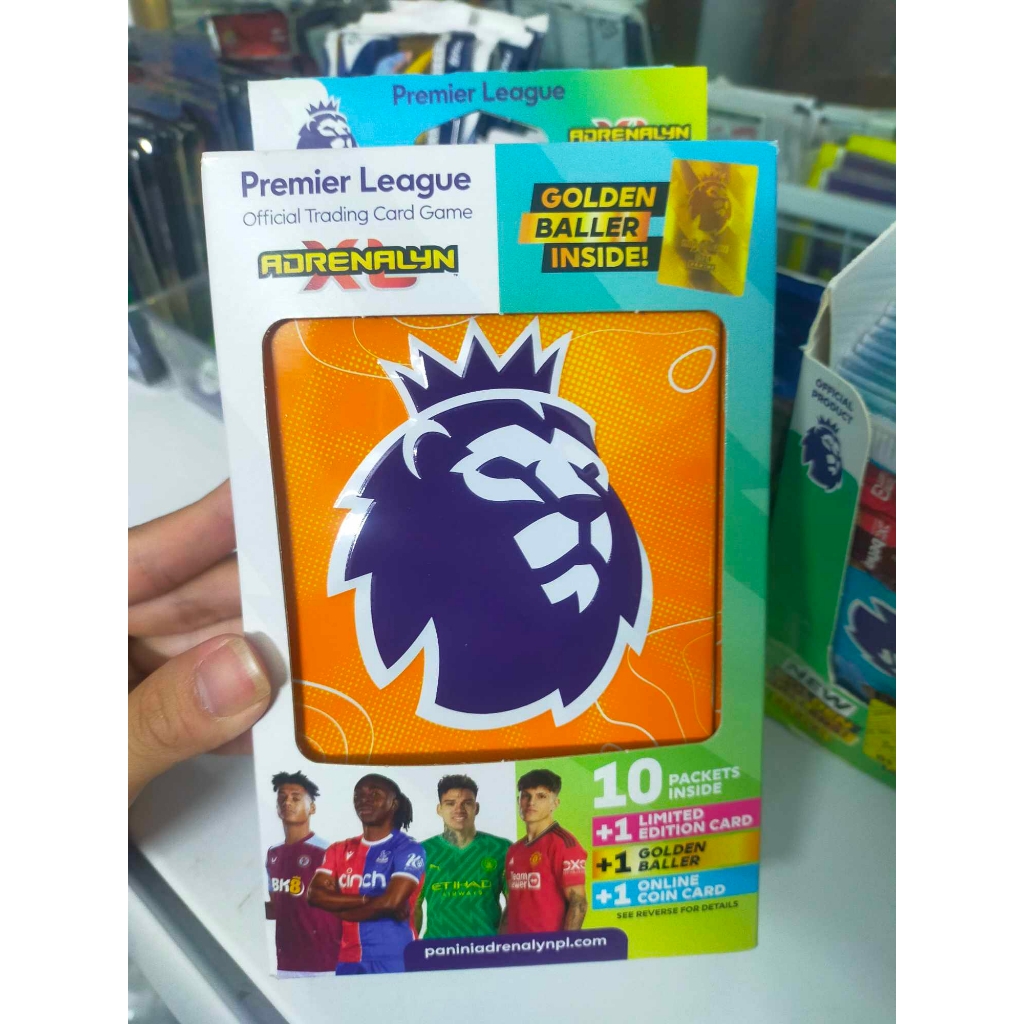 Premier League
ADRENALYN
Premier League
Official Trading Card Game
ADRENALYN
XL
GOLDEN
BALLER
INSIDE!
OFFICIAL
PRODUCT
NEW
10 PACKETS
INSIDE
+1 LIMITED
EDITION CARD
+1 GOLDEN
BALLER
+1 ONLINE
COIN CARD
SEE REVERSE FOR DETAILS
BK8
cinch
ETIHAD
AIRWAYS
paniniadrenalynpl.com